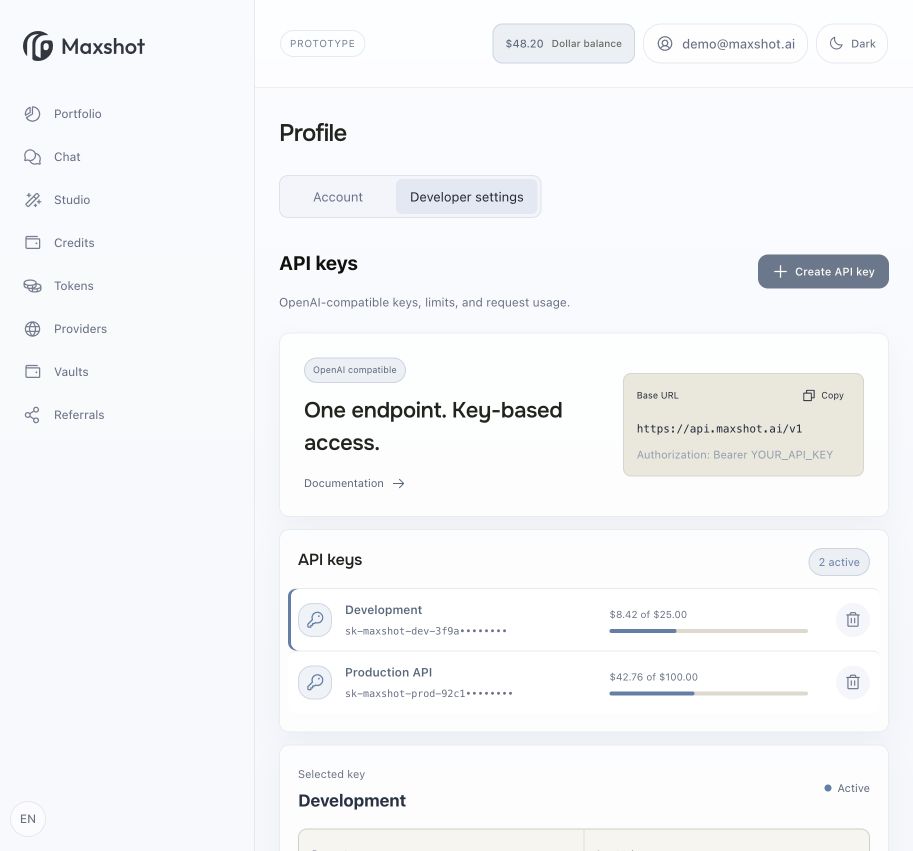 Maxshot
PROTOTYPE
$48.20 Dollar balance
demo@maxshot.ai
Dark
Portfolio
Chat
Studio
Credits
Tokens
Providers
Vaults
Referrals
EN
Profile
Account
Developer settings
API keys
Create API key
OpenAI-compatible keys, limits, and request usage.
OpenAI compatible
One endpoint. Key-based
access.
Documentation →
Base URL
Copy
https://api.maxshot.ai/v1
Authorization: Bearer YOUR_API_KEY
API keys
2 active
Development
sk-maxshot-dev-3f9a••••••••
$8.42 of $25.00
Production API
sk-maxshot-prod-92c1••••••••
$42.76 of $100.00
Selected key
Development
Active